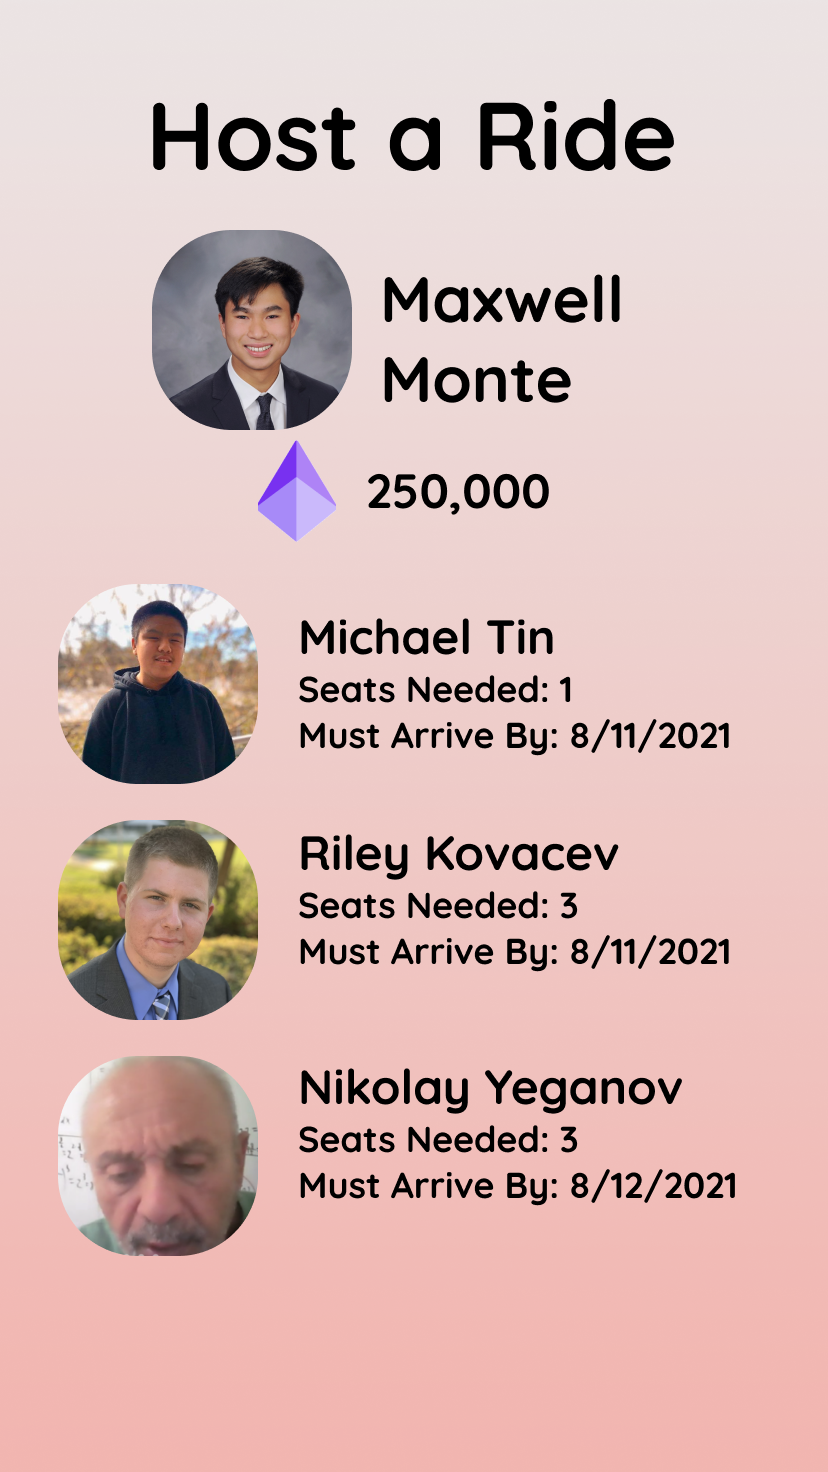 Host a Ride
Maxwell
Monte
250,000
Michael Tin
Seats Needed: 1
Must Arrive By: 8/11/2021
Riley Kovacev
Seats Needed: 3
Must Arrive By: 8/11/2021
Nikolay Yeganov
Seats Needed: 3
Must Arrive By: 8/12/2021